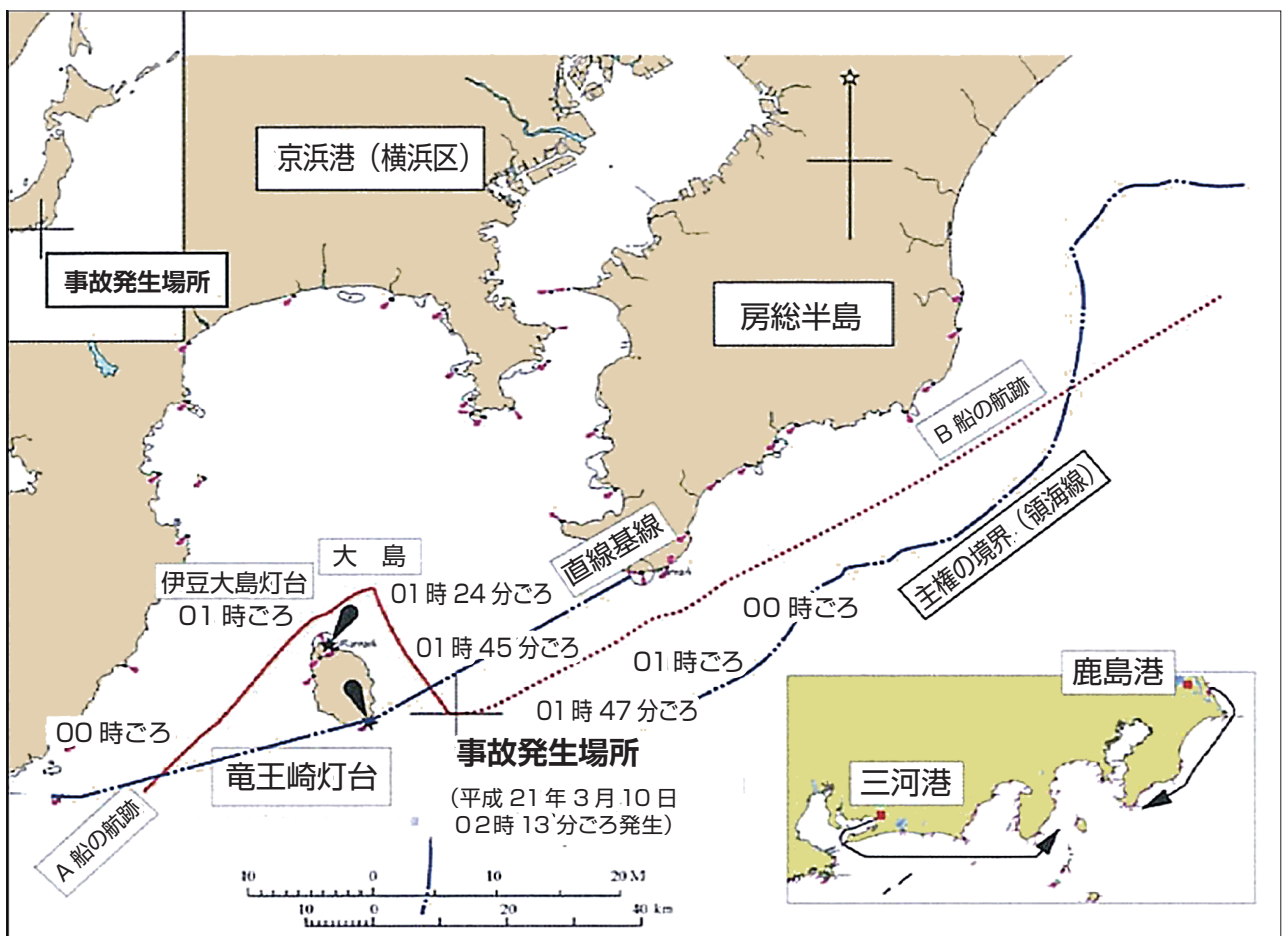 京浜港（横浜区）
事故発生場所
房総半島
B 船の航跡
主権の境界（領海線）
直線基線
大 島
伊豆大島灯台
01 時ごろ
01 時 24 分ごろ
01 時 45 分ごろ
00 時ごろ
01 時ごろ
01 時 47 分ごろ
00 時ごろ
竜王崎灯台
A 船の航跡
事故発生場所
（平成 21 年 3 月 10 日
02時 13 分ごろ発生）
鹿島港
三河港
10 0 10 20 M
10 0 20 40 km